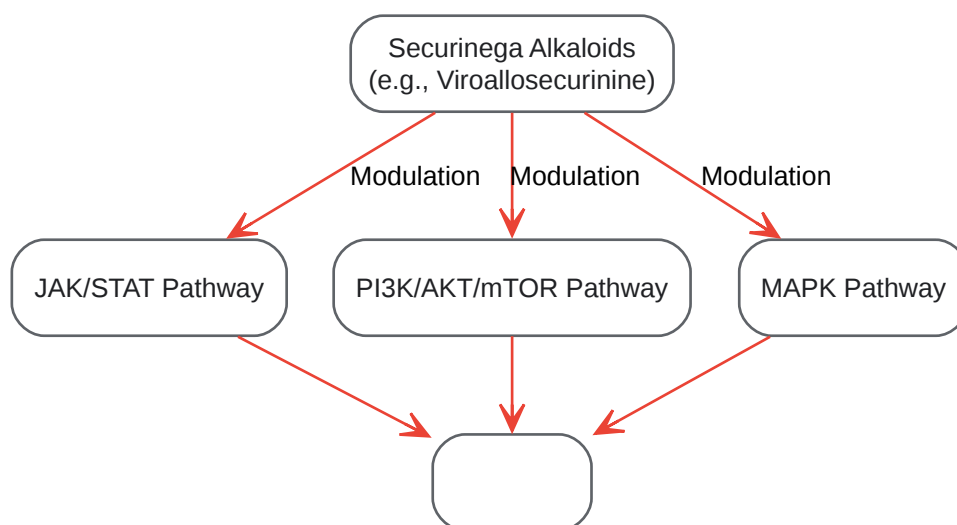 Securinega Alkaloids
(e.g., Viroallosecurinine)
Modulation Modulation Modulation
JAK/STAT Pathway PI3K/AKT/mTOR Pathway MAPK Pathway